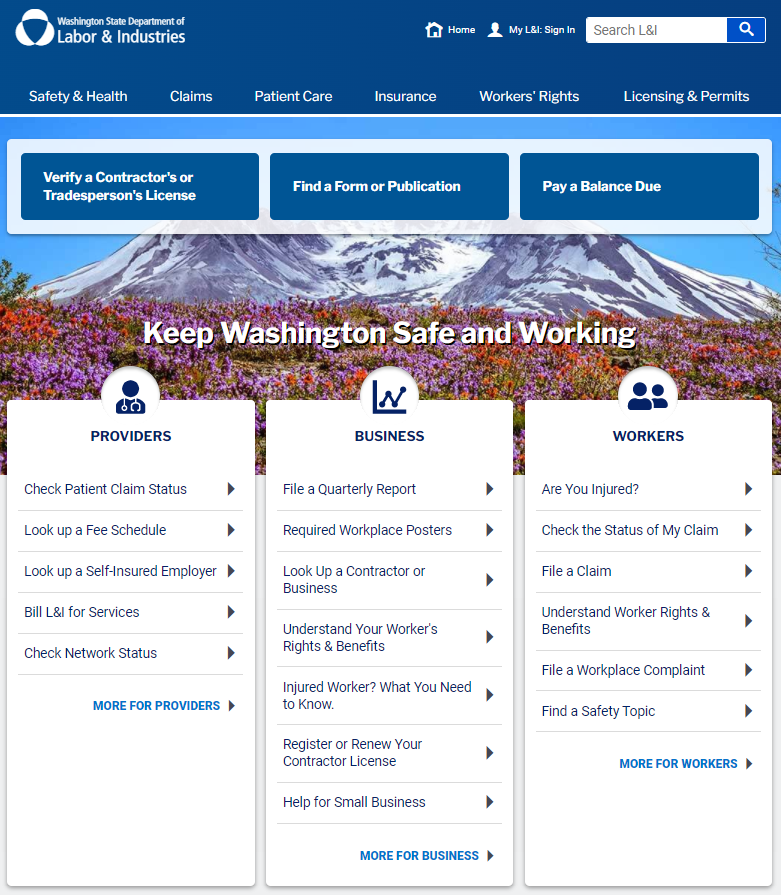 Washington State Department of
Labor & Industries
Home
My L&I: Sign In
Search L&I
Safety & Health
Claims
Patient Care
Insurance
Workers' Rights
Licensing & Permits
Verify a Contractor's or
Tradesperson's License
Find a Form or Publication
Pay a Balance Due
Keep Washington Safe and Working
PROVIDERS
Check Patient Claim Status
Look up a Fee Schedule
Look up a Self-Insured Employer
Bill L&I for Services
Check Network Status
MORE FOR PROVIDERS
BUSINESS
File a Quarterly Report
Required Workplace Posters
Look Up a Contractor or
Business
Understand Your Worker's
Rights & Benefits
Injured Worker? What You Need
to Know.
Register or Renew Your
Contractor License
Help for Small Business
MORE FOR BUSINESS
WORKERS
Are You Injured?
Check the Status of My Claim
File a Claim
Understand Worker Rights &
Benefits
File a Workplace Complaint
Find a Safety Topic
MORE FOR WORKERS